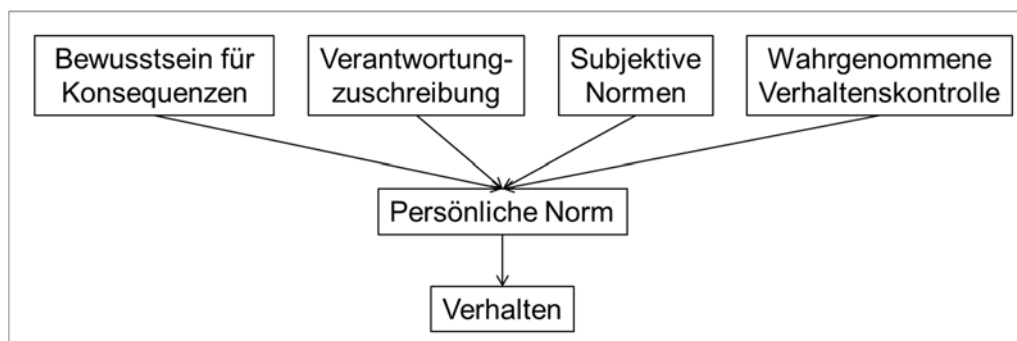 Bewusstsein für
Konsequenzen
Verantwortung-
zuschreibung
Subjektive
Normen
Wahrgenommene
Verhaltenskontrolle
Persönliche Norm
Verhalten